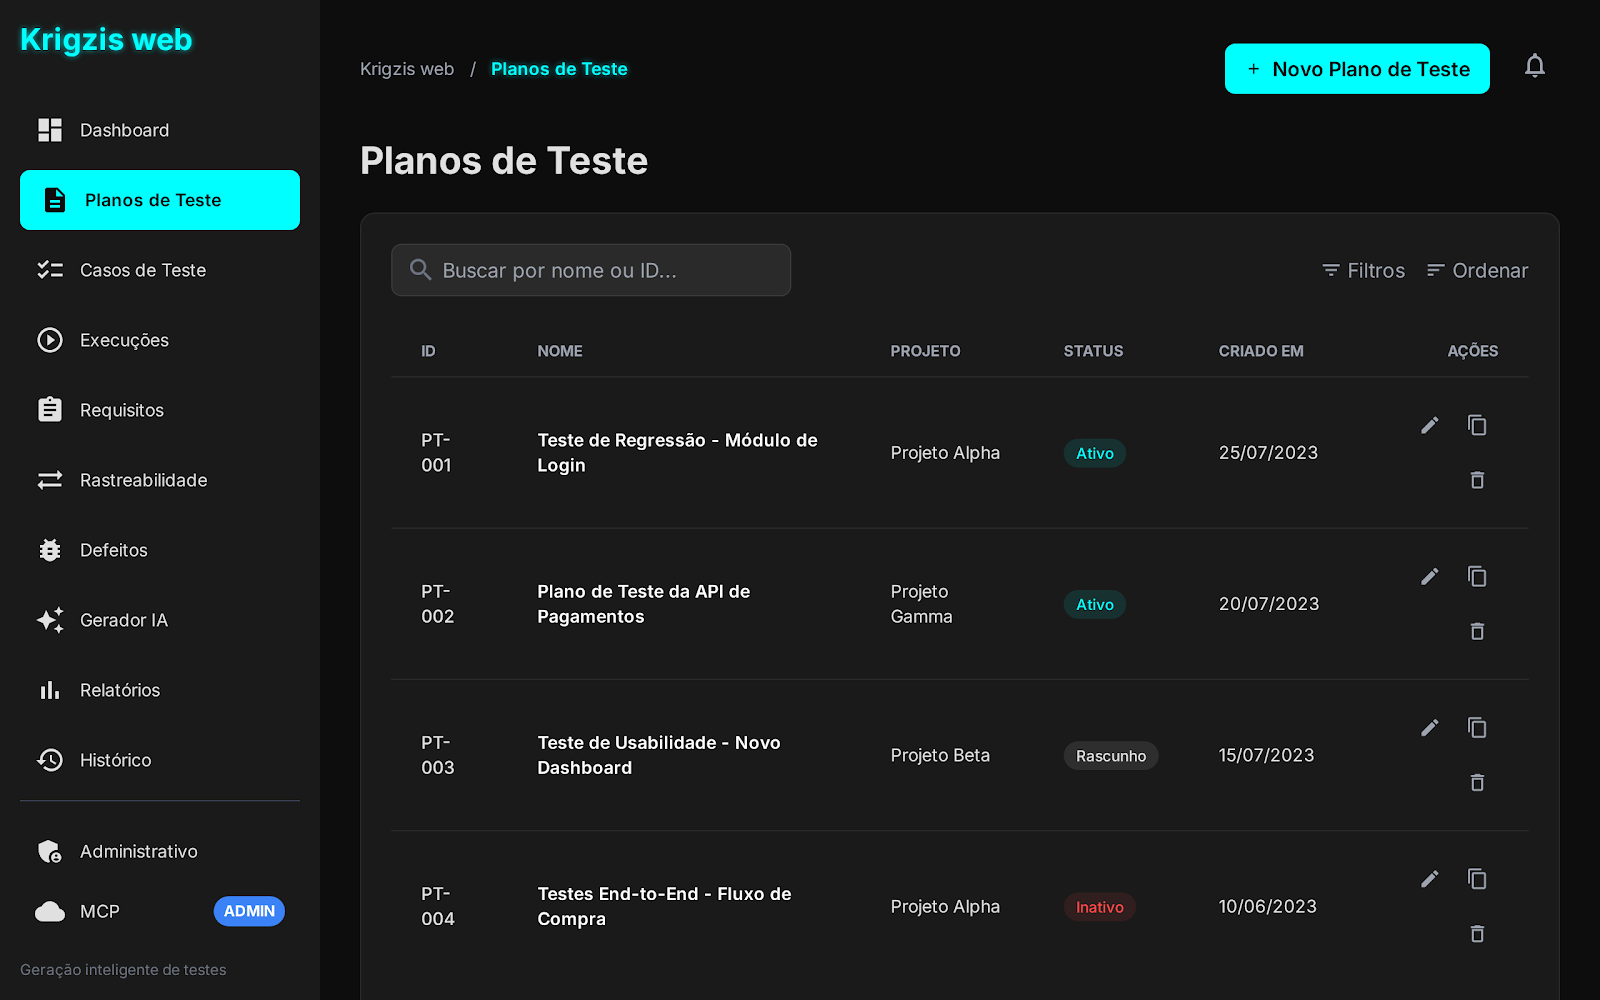 Krigzis web
Dashboard
Planos de Teste
Casos de Teste
Execuções
Requisitos
Rastreabilidade
Defeitos
Gerador IA
Relatórios
Histórico
Administrativo
MCP ADMIN
Geração inteligente de testes
Krigzis web / Planos de Teste
+ Novo Plano de Teste
Planos de Teste
Buscar por nome ou ID...
Filtros Ordenar
ID NOME PROJETO STATUS CRIADO EM AÇÕES
PT-
001
Teste de Regressão - Módulo de
Login
Projeto Alpha
Ativo
25/07/2023
PT-
002
Plano de Teste da API de
Pagamentos
Projeto
Gamma
Ativo
20/07/2023
PT-
003
Teste de Usabilidade - Novo
Dashboard
Projeto Beta
Rascunho
15/07/2023
PT-
004
Testes End-to-End - Fluxo de
Compra
Projeto Alpha
Inativo
10/06/2023